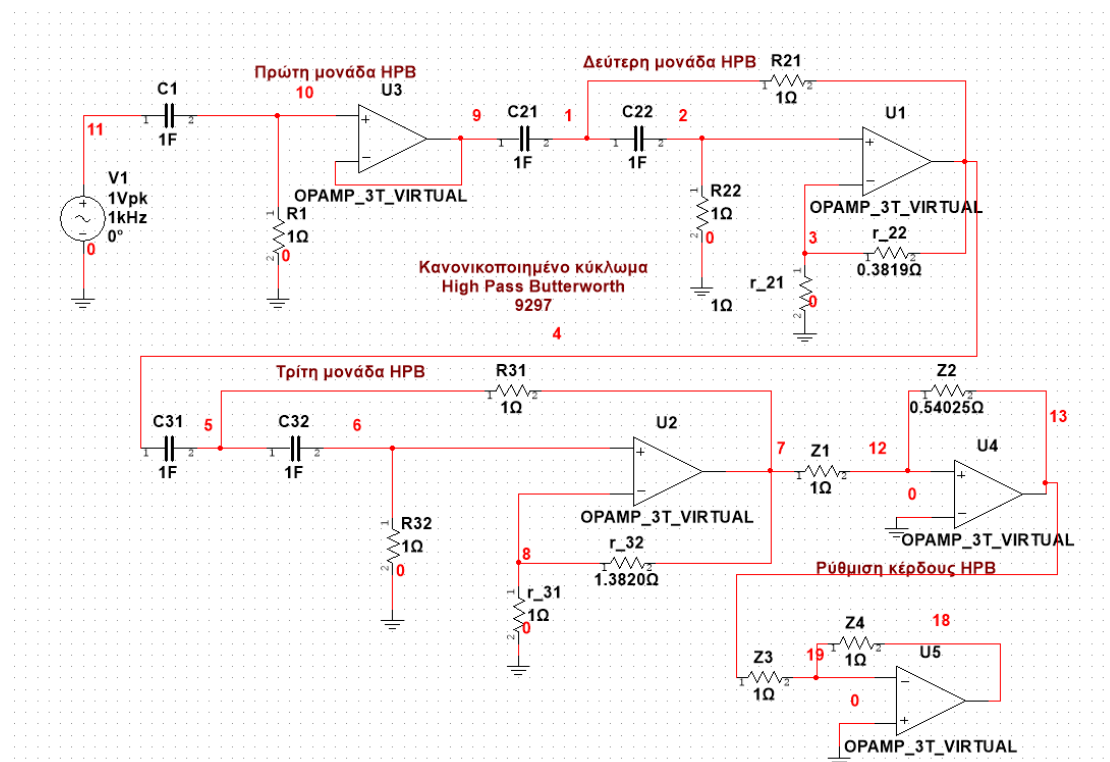 Πρώτη μονάδα HPB
Δεύτερη μονάδα HPB
R21
1Ω
C1
1F
10
U3
9
C21
1F
1
C22
1F
2
U1
11
V1
1Vpk
1kHz
0°
0
R1
1Ω
0
OPAMP_3T_VIRTUAL
R22
1Ω
0
1Ω
OPAMP_3T_VIRTUAL
3
r_22
0.3819Ω
r_21
0
Κανονικοποιημένο κύκλωμα
High Pass Butterworth
9297
4
Τρίτη μονάδα HPB
R31
1Ω
Z2
0.54025Ω
C31
1F
5
C32
1F
6
U2
7
Z1
1Ω
12
13
U4
0
R32
1Ω
0
OPAMP_3T_VIRTUAL
OPAMP_3T_VIRTUAL
8
r_32
1.3820Ω
r_31
1Ω
0
Ρύθμιση κέρδους HPB
Z4
1Ω
18
19
U5
Z3
1Ω
0
OPAMP_3T_VIRTUAL